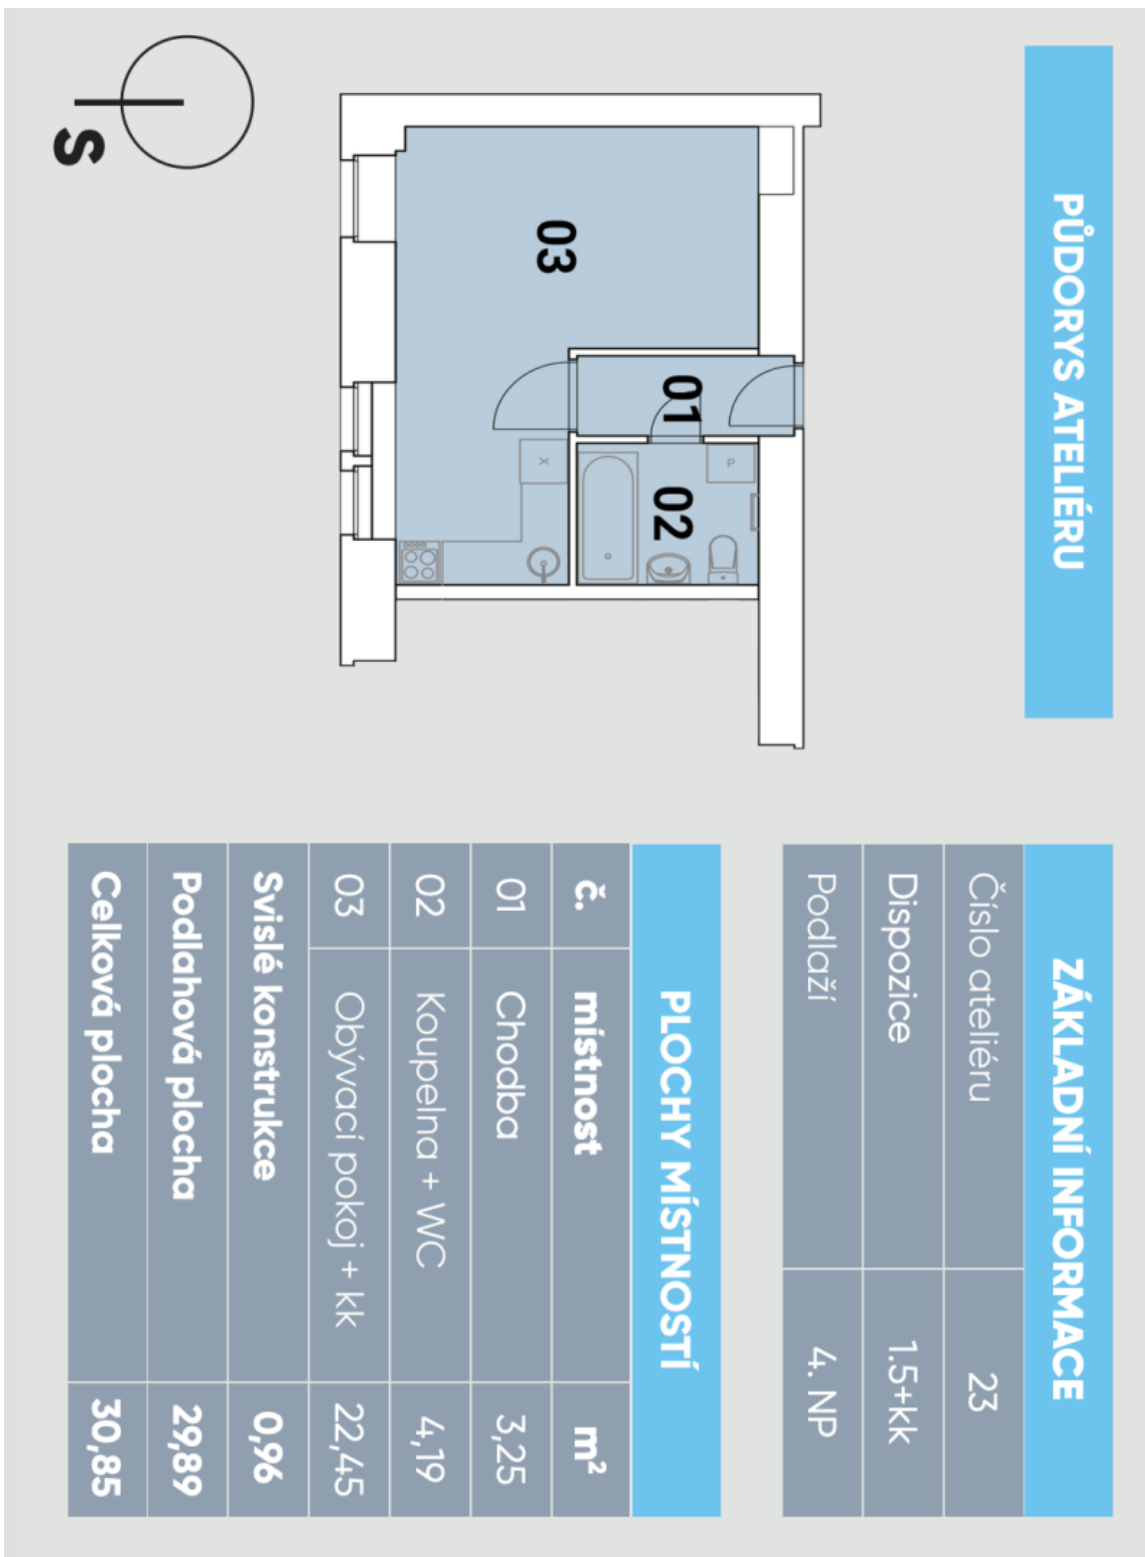 PŮDORYS ATELIÉRU
S
03
01
02
P
X
ZÁKLADNÍ INFORMACE
Číslo ateliéru 23
Dispozice 1.5+kk
Podlaží 4. NP
PLOCHY MÍSTNOSTÍ
č. místnost m²
01 Chodba 3,25
02 Koupelna + WC 4,19
03 Obývací pokoj + kk 22,45
Svislé konstrukce 0,96
Podlahová plocha 29,89
Celková plocha 30,85